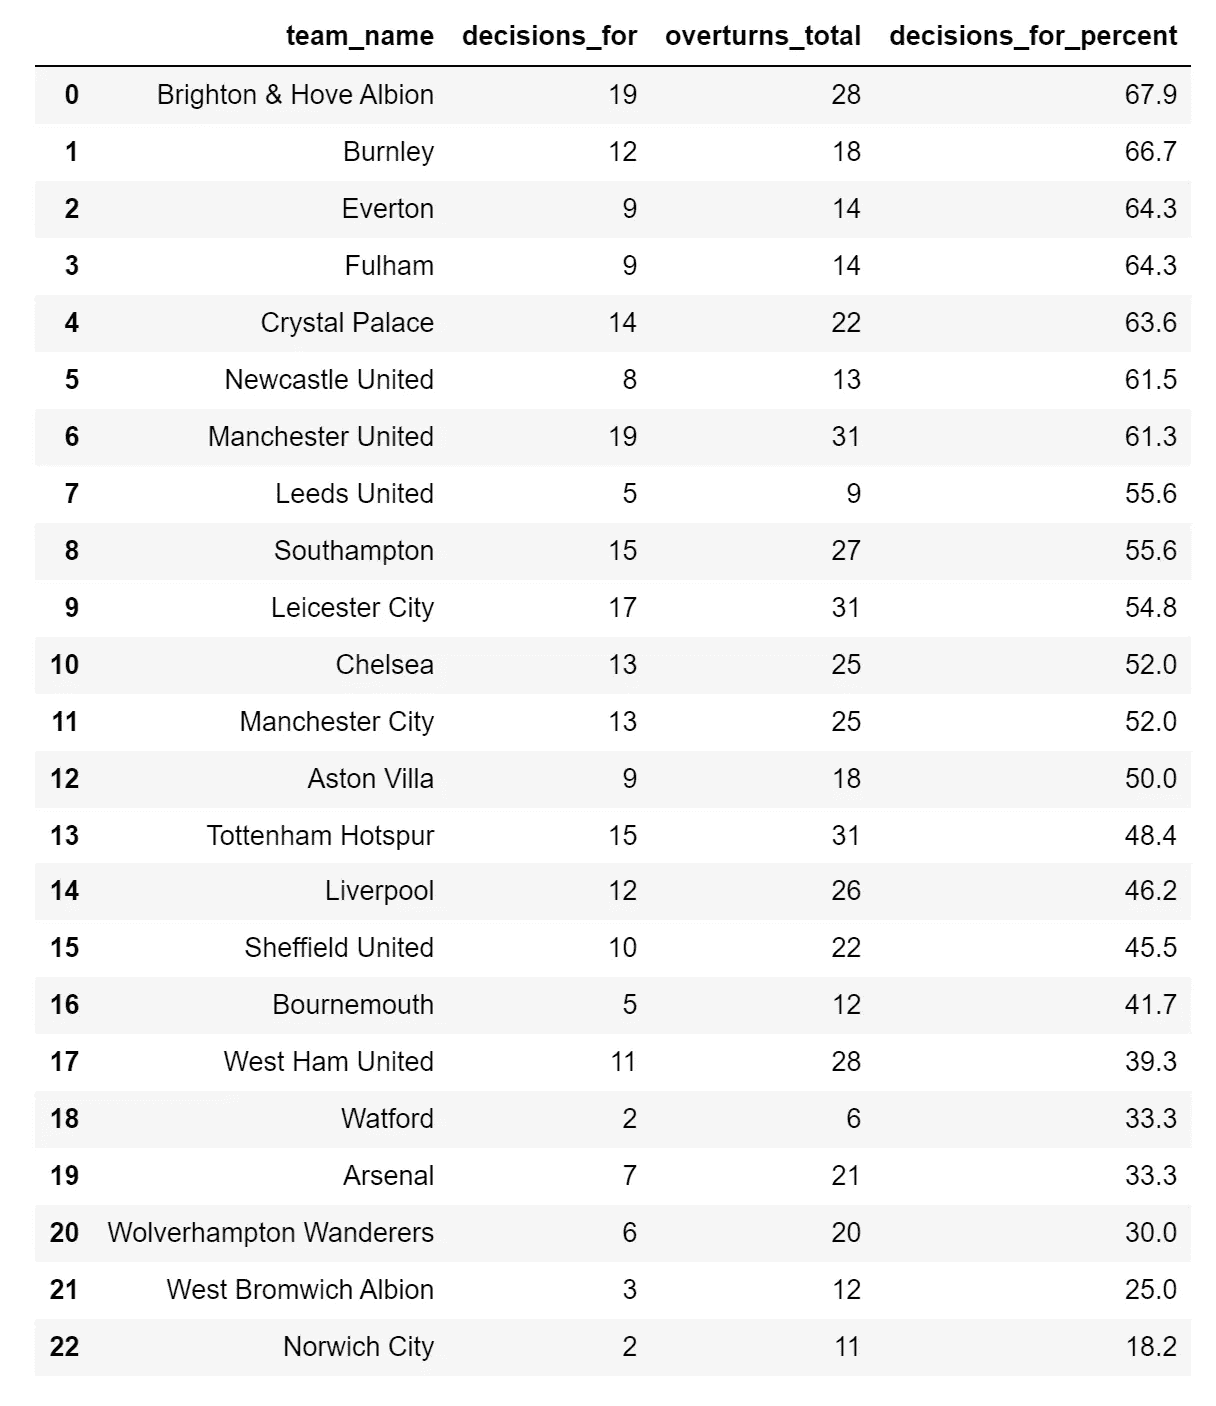 team_name decisions_for overturns_total decisions_for_percent
0 Brighton & Hove Albion 19 28 67.9
1 Burnley 12 18 66.7
2 Everton 9 14 64.3
3 Fulham 9 14 64.3
4 Crystal Palace 14 22 63.6
5 Newcastle United 8 13 61.5
6 Manchester United 19 31 61.3
7 Leeds United 5 9 55.6
8 Southampton 15 27 55.6
9 Leicester City 17 31 54.8
10 Chelsea 13 25 52.0
11 Manchester City 13 25 52.0
12 Aston Villa 9 18 50.0
13 Tottenham Hotspur 15 31 48.4
14 Liverpool 12 26 46.2
15 Sheffield United 10 22 45.5
16 Bournemouth 5 12 41.7
17 West Ham United 11 28 39.3
18 Watford 2 6 33.3
19 Arsenal 7 21 33.3
20 Wolverhampton Wanderers 6 20 30.0
21 West Bromwich Albion 3 12 25.0
22 Norwich City 2 11 18.2